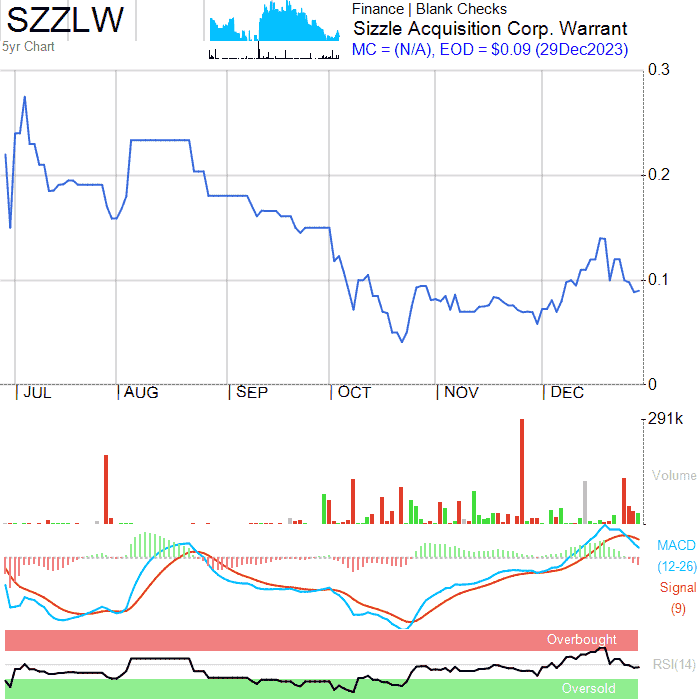 SZZLW
5yr Chart
Finance | Blank Checks
Sizzle Acquisition Corp. Warrant
MC = (N/A), EOD = $0.09 (29Dec2023)
0.3
0.2
0.1
0
JUL AUG SEP OCT NOV DEC
291k
Volume
MACD
(12-26)
Signal
(9)
Overbought
RSI(14)
Oversold